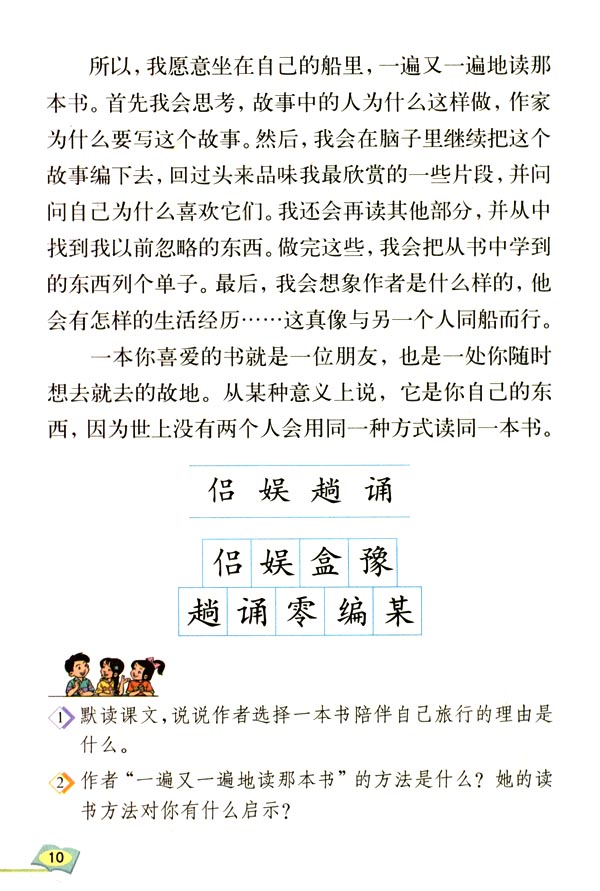 所以,我愿意坐在自己的船里,一遍又一遍地读那
本书。首先我会思考,故事中的人为什么这样做,作家
为什么要写这个故事。然后,我会在脑子里继续把这个
故事编下去,回过头来品味我最欣赏的一些片段,并问
问自己为什么喜欢它们。我还会再读其他部分,并从中
找到我以前忽略的东西。做完这些,我会把从书中学到
的东西列个单子。最后,我会想象作者是什么样的,他
会有怎样的生活经历……这真像与另一个人同船而行。
一本你喜爱的书就是一位朋友,也是一处你随时
想去就去的故地。从某种意义上说,它是你自己的东
西,因为世上没有两个人会用同一种方式读同一本书。
侣 娱 趟 诵
侣娱盒豫
趟诵零编某
1 默读课文,说说作者选择一本书陪伴自己旅行的理由是
什么。
2 作者“一遍又一遍地读那本书”的方法是什么?她的读
书方法对你有什么启示?
10